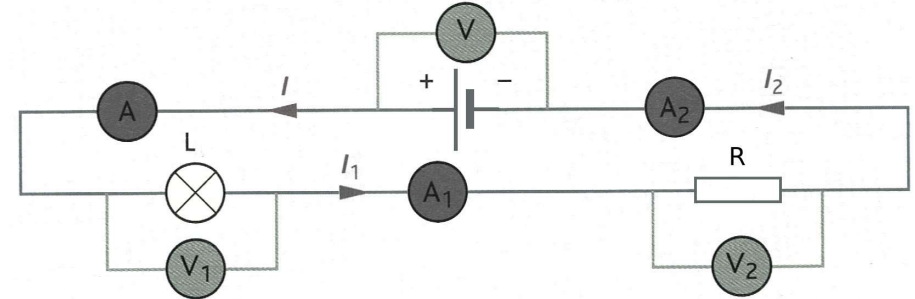 V
+ −
I
I₂
A
A₂
L
R
I₁
A₁
V₁
V₂